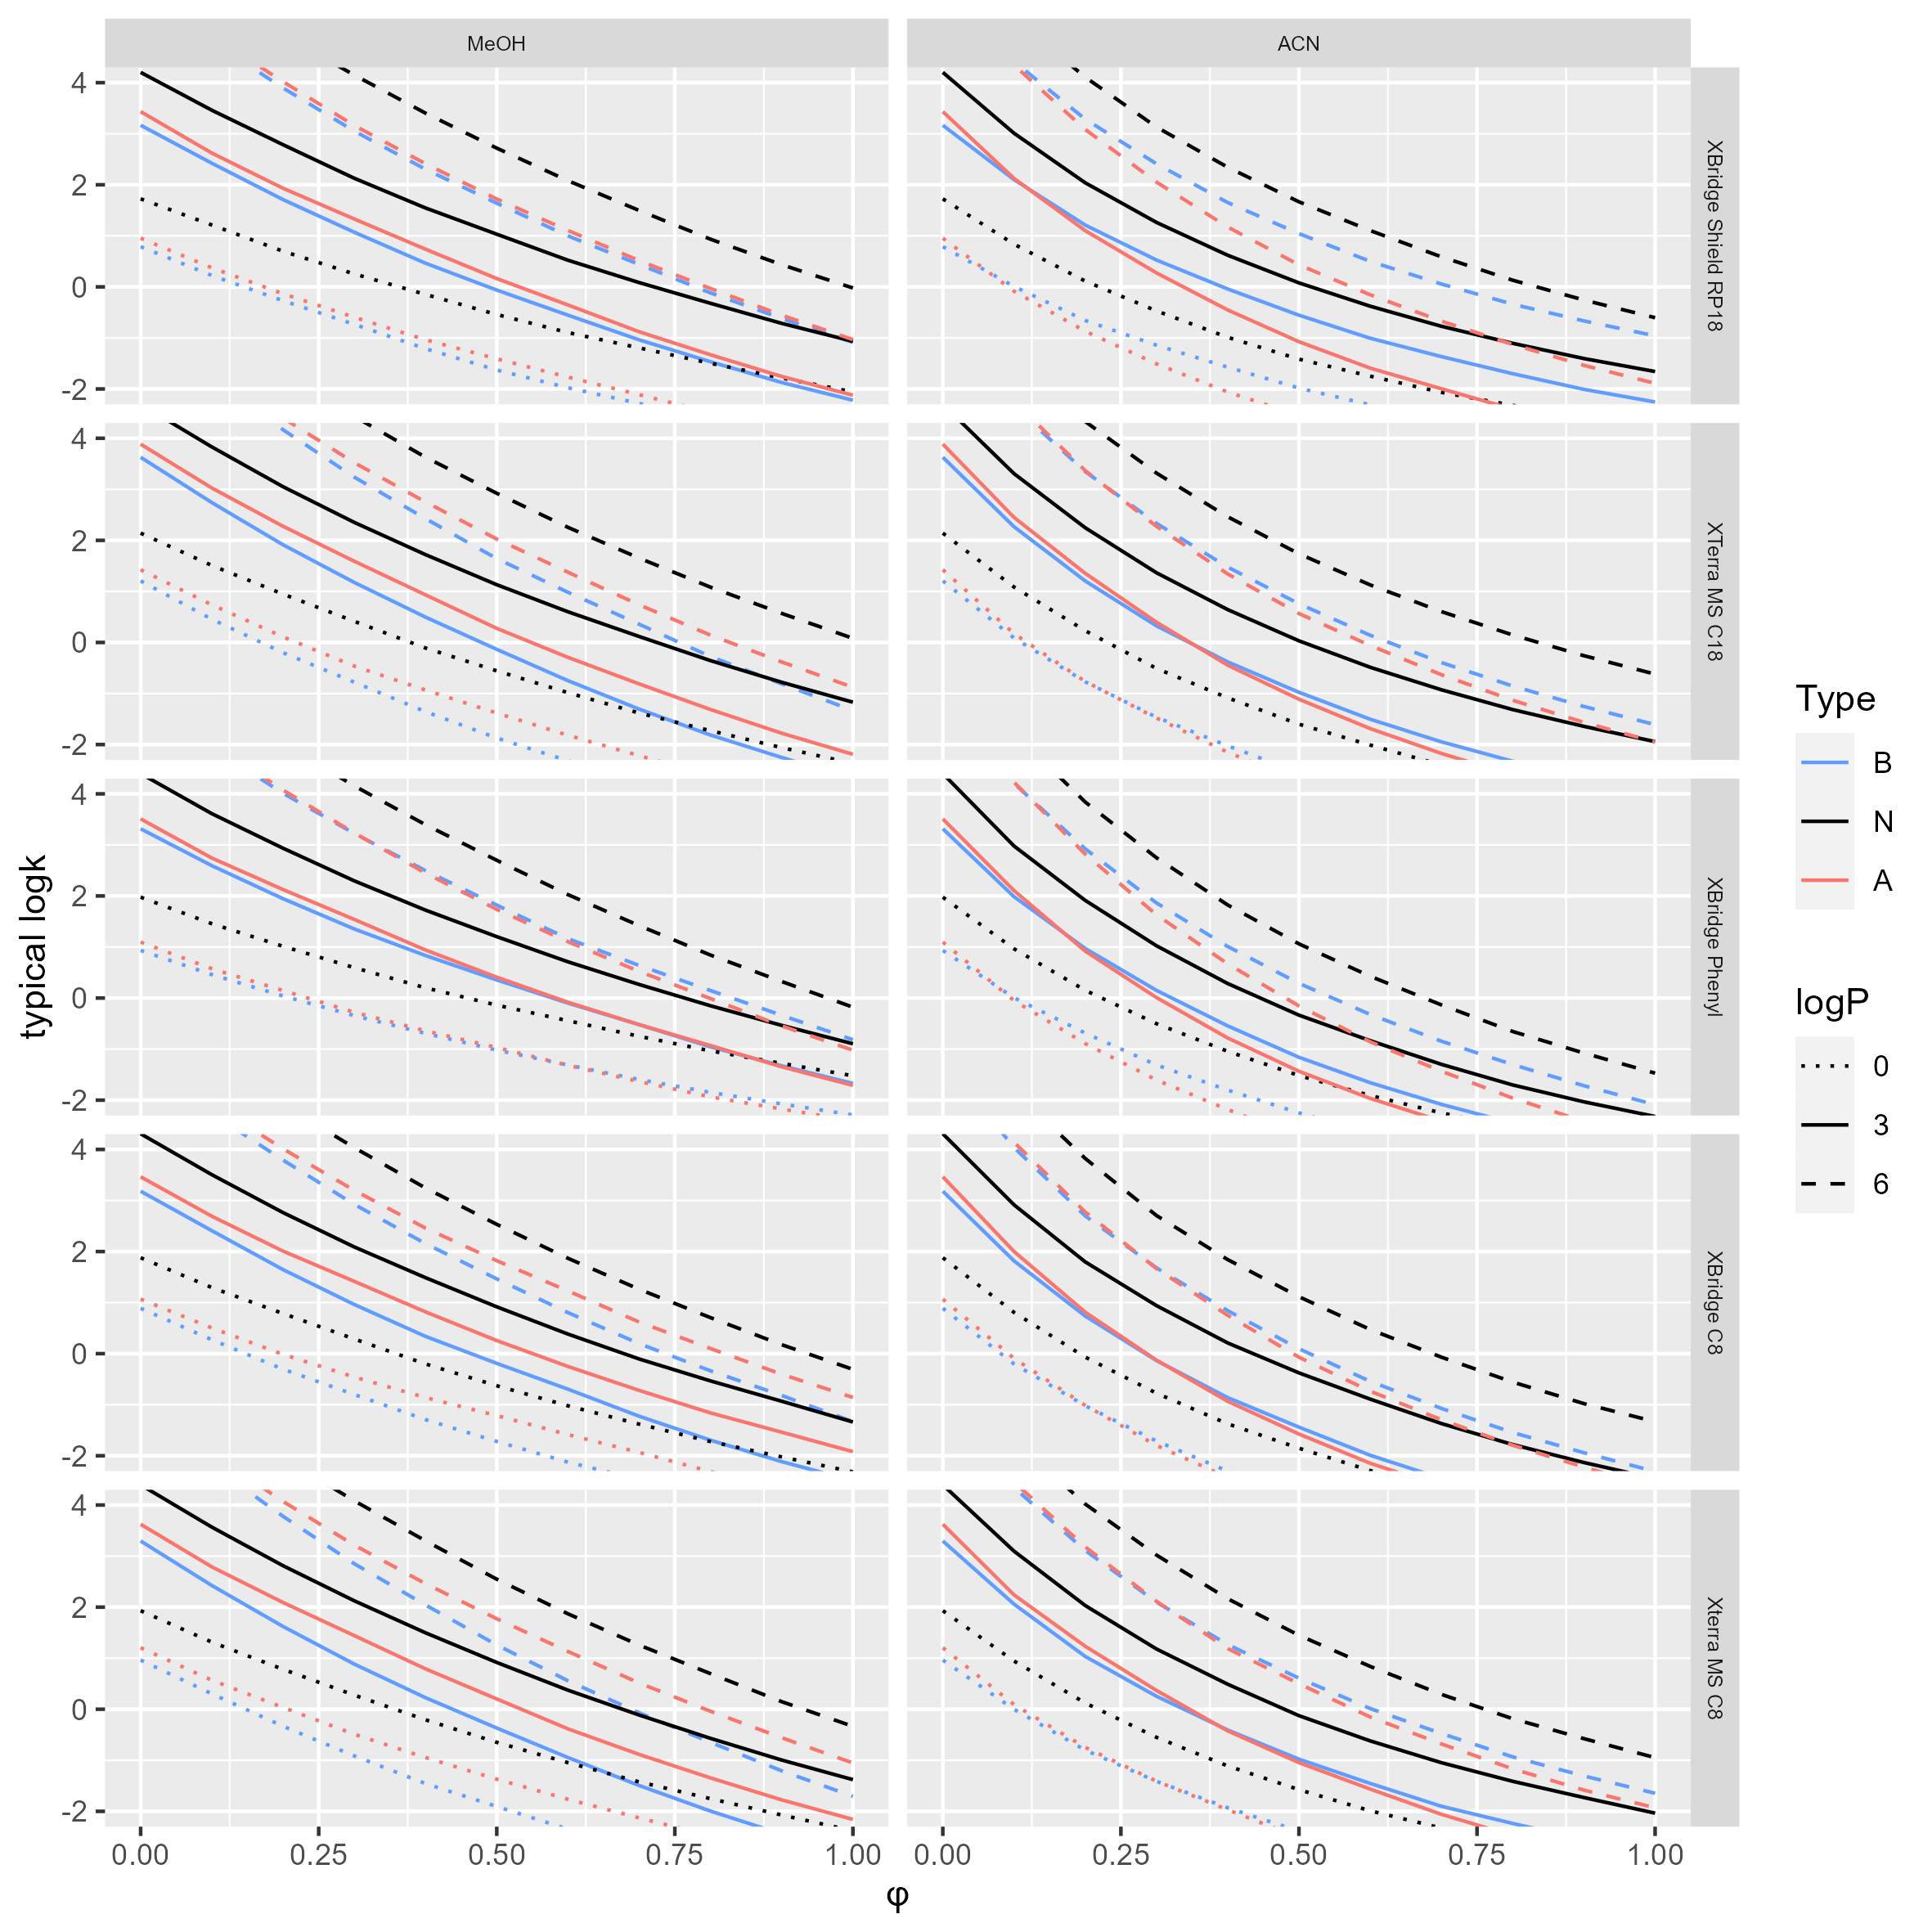 MeOH
ACN
4
2
0
-2
XBridge Shield RP18
4
2
0
-2
XTerra MS C18
4
2
0
-2
XBridge Phenyl
4
2
0
-2
XBridge C8
4
2
0
-2
Xterra MS C8
0.00
0.25
0.50
0.75
1.00
0.00
0.25
0.50
0.75
1.00
φ
typical logk
Type
B
N
A
logP
0
3
6